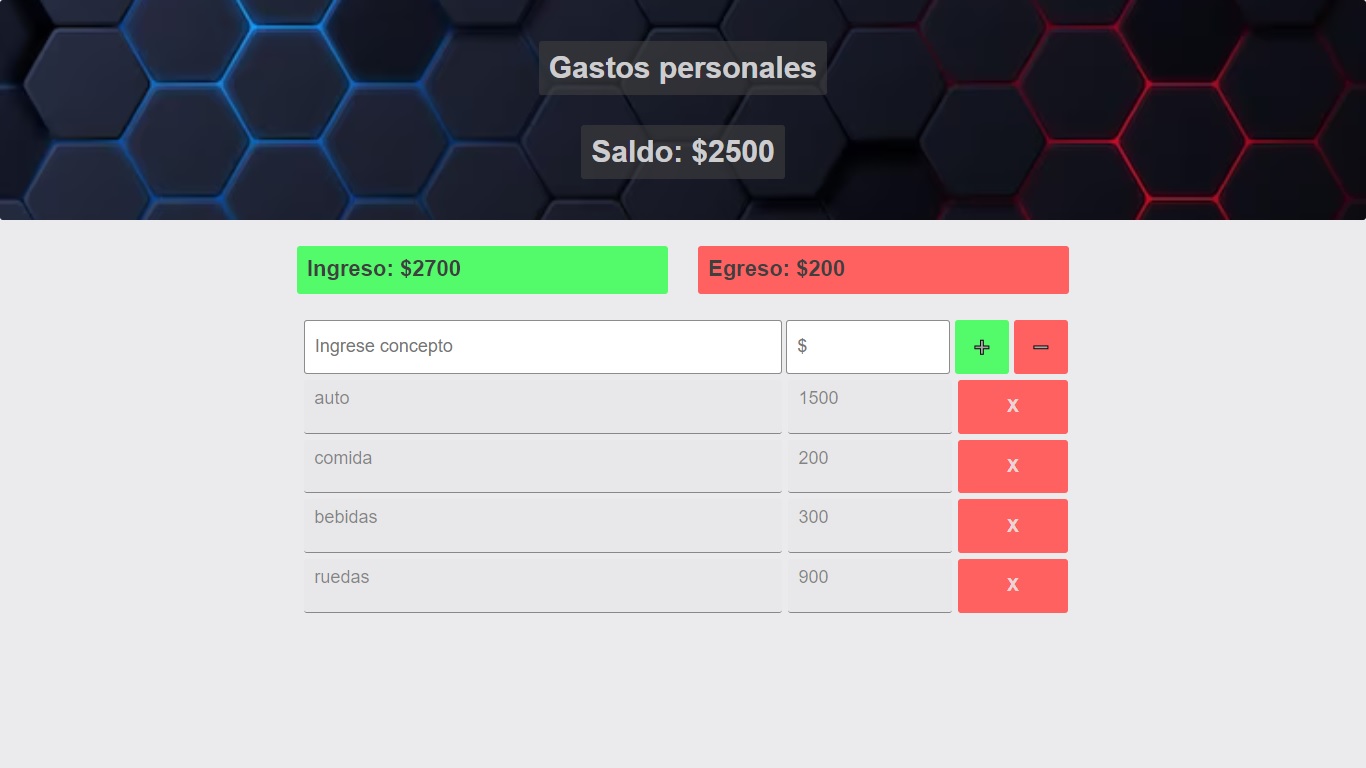 Gastos personales
Saldo: $2500
Ingreso: $2700
Egreso: $200
Ingrese concepto
$
+
−
auto
1500
x
comida
200
x
bebidas
300
x
ruedas
900
x